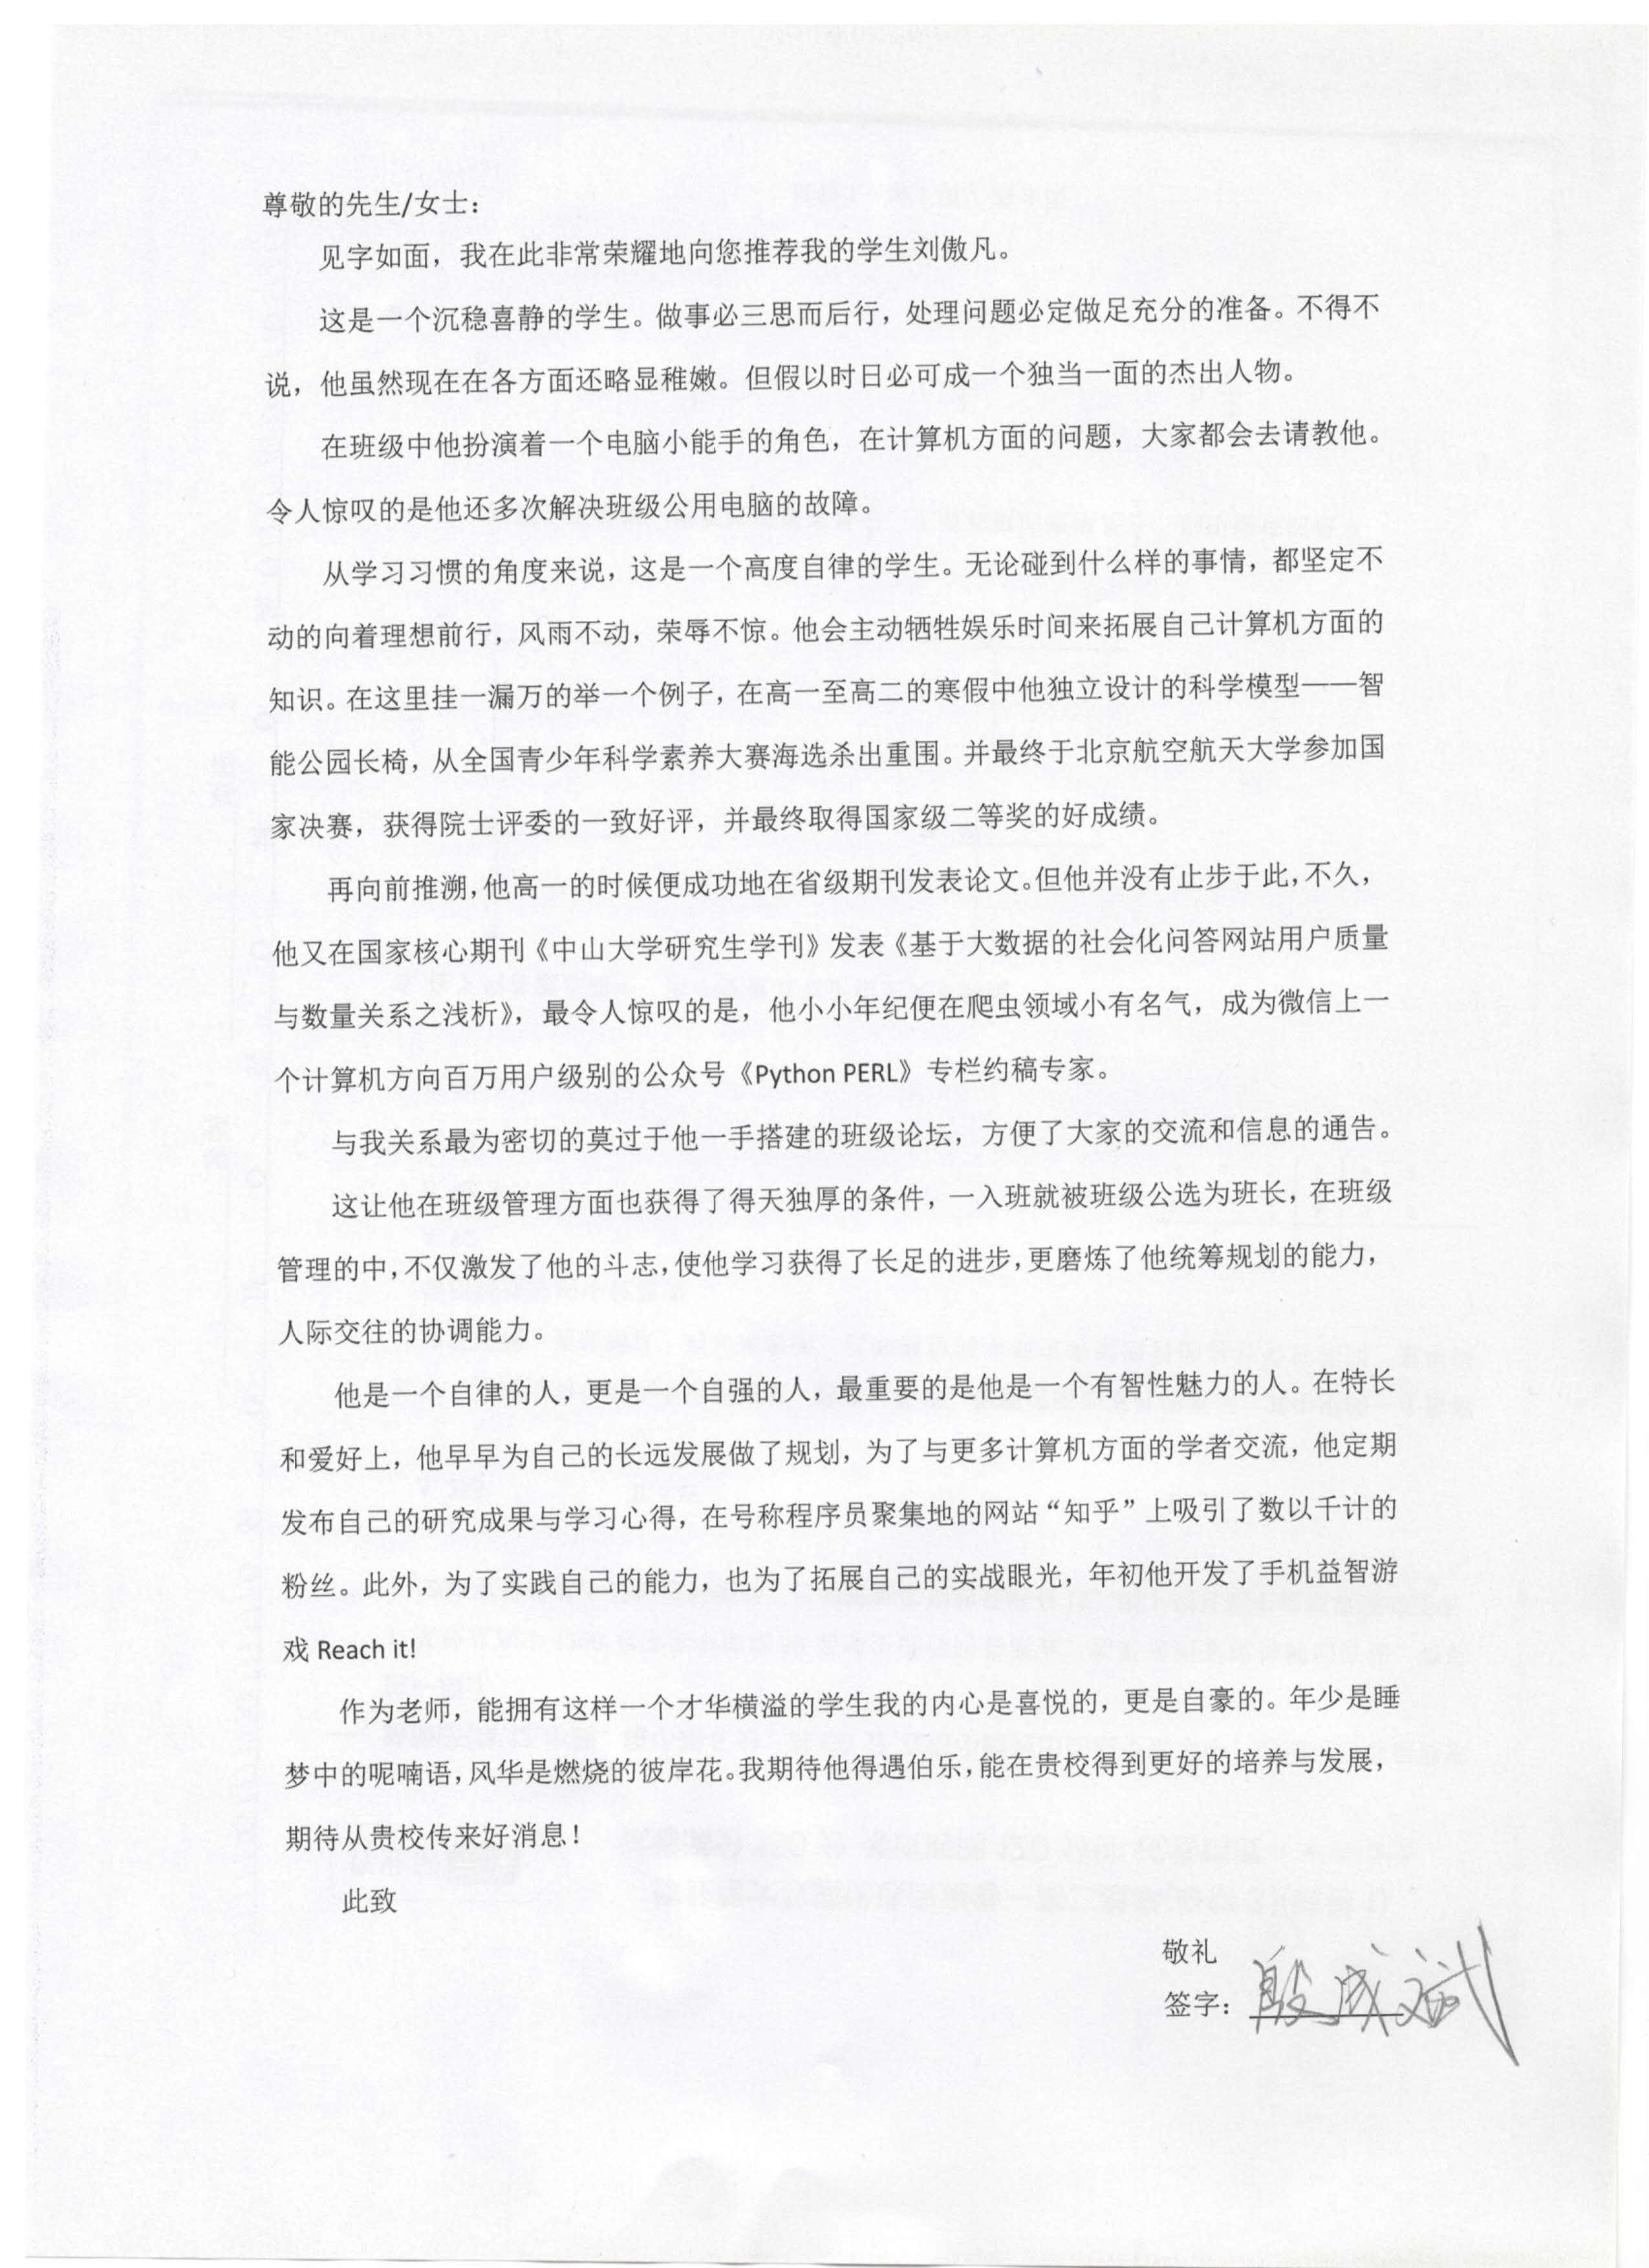 尊敬的先生/女士：
见字如面，我在此非常荣耀地向您推荐我的学生刘傲凡。
这是一个沉稳喜静的学生。做事必三思而后行，处理问题必定做足充分的准备。不得不
说，他虽然现在在各方面还略显稚嫩。但假以时日必可成一个独当一面的杰出人物。
在班级中他扮演着一个电脑小能手的角色，在计算机方面的问题，大家都会去请教他。
令人惊叹的是他还多次解决班级公用电脑的故障。
从学习习惯的角度来说，这是一个高度自律的学生。无论碰到什么样的事情，都坚定不
动的向着理想前行，风雨不动，荣辱不惊。他会主动牺牲娱乐时间来拓展自己计算机方面的
知识。在这里挂一漏万的举一个例子，在高一至高二的寒假中他独立设计的科学模型——智
能公园长椅，从全国青少年科学素养大赛海选杀出重围。并最终于北京航空航天大学参加国
家决赛，获得院士评委的一致好评，并最终取得国家级二等奖的好成绩。
再向前推溯，他高一的时候便成功地在省级期刊发表论文。但他并没有止步于此，不久，
他又在国家核心期刊《中山大学研究生学刊》发表《基于大数据的社会化问答网站用户质量
与数量关系之浅析》，最令人惊叹的是，他小小年纪便在爬虫领域小有名气，成为微信上一
个计算机方向百万用户级别的公众号《Python PERL》专栏约稿专家。
与我关系最为密切的莫过于他一手搭建的班级论坛，方便了大家的交流和信息的通告。
这让他在班级管理方面也获得了得天独厚的条件，一入班就被班级公选为班长，在班级
管理的中，不仅激发了他的斗志，使他学习获得了长足的进步，更磨炼了他统筹规划的能力，
人际交往的协调能力。
他是一个自律的人，更是一个自强的人，最重要的是他是一个有智性魅力的人。在特长
和爱好上，他早早为自己的长远发展做了规划，为了与更多计算机方面的学者交流，他定期
发布自己的研究成果与学习心得，在号称程序员聚集地的网站“知乎”上吸引了数以千计的
粉丝。此外，为了实践自己的能力，也为了拓展自己的实战眼光，年初他开发了手机益智游
戏 Reach it!
作为老师，能拥有这样一个才华横溢的学生我的内心是喜悦的，更是自豪的。年少是睡
梦中的呢喃语，风华是燃烧的彼岸花。我期待他得遇伯乐，能在贵校得到更好的培养与发展，
期待从贵校传来好消息！
此致
敬礼
签字：殷成斌